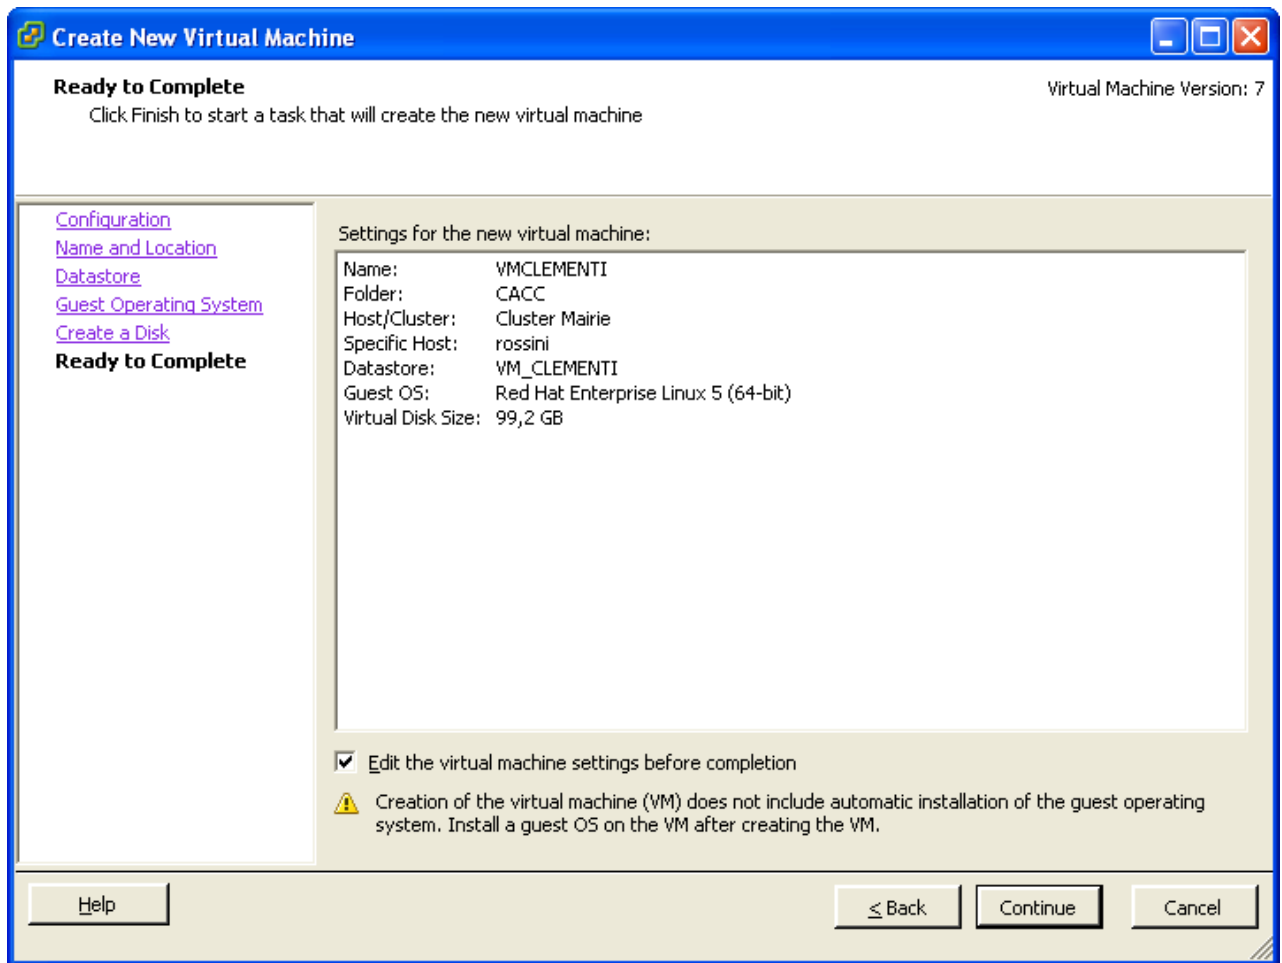 Create New Virtual Machine
Ready to Complete
Virtual Machine Version: 7
Click Finish to start a task that will create the new virtual machine
Configuration
Name and Location
Datastore
Guest Operating System
Create a Disk
Ready to Complete
Settings for the new virtual machine:
Name: VMCLEMENTI
Folder: CACC
Host/Cluster: Cluster Mairie
Specific Host: rossini
Datastore: VM_CLEMENTI
Guest OS: Red Hat Enterprise Linux 5 (64-bit)
Virtual Disk Size: 99,2 GB
Edit the virtual machine settings before completion
Creation of the virtual machine (VM) does not include automatic installation of the guest operating
system. Install a guest OS on the VM after creating the VM.
Help
< Back
Continue
Cancel